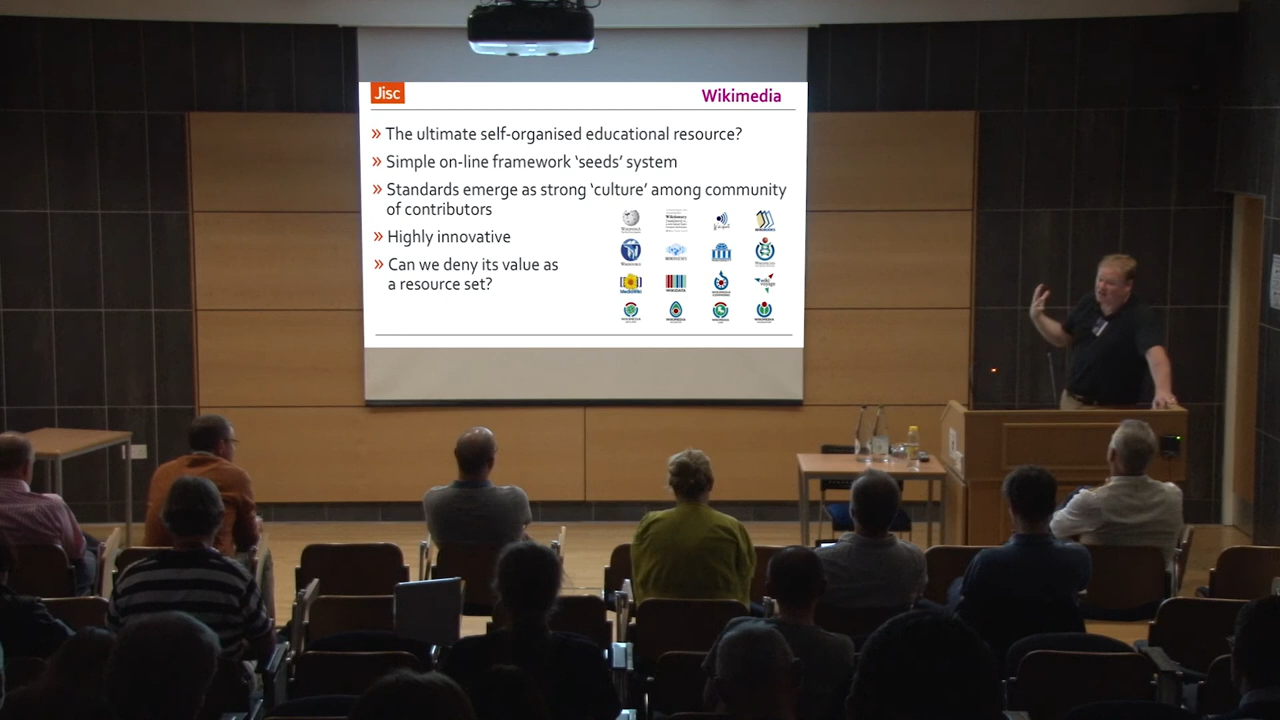 Jisc
Wikimedia
» The ultimate self-organised educational resource?
» Simple on-line framework ‘seeds’ system
» Standards emerge as strong ‘culture’ among community
of contributors
» Highly innovative
» Can we deny its value as
a resource set?